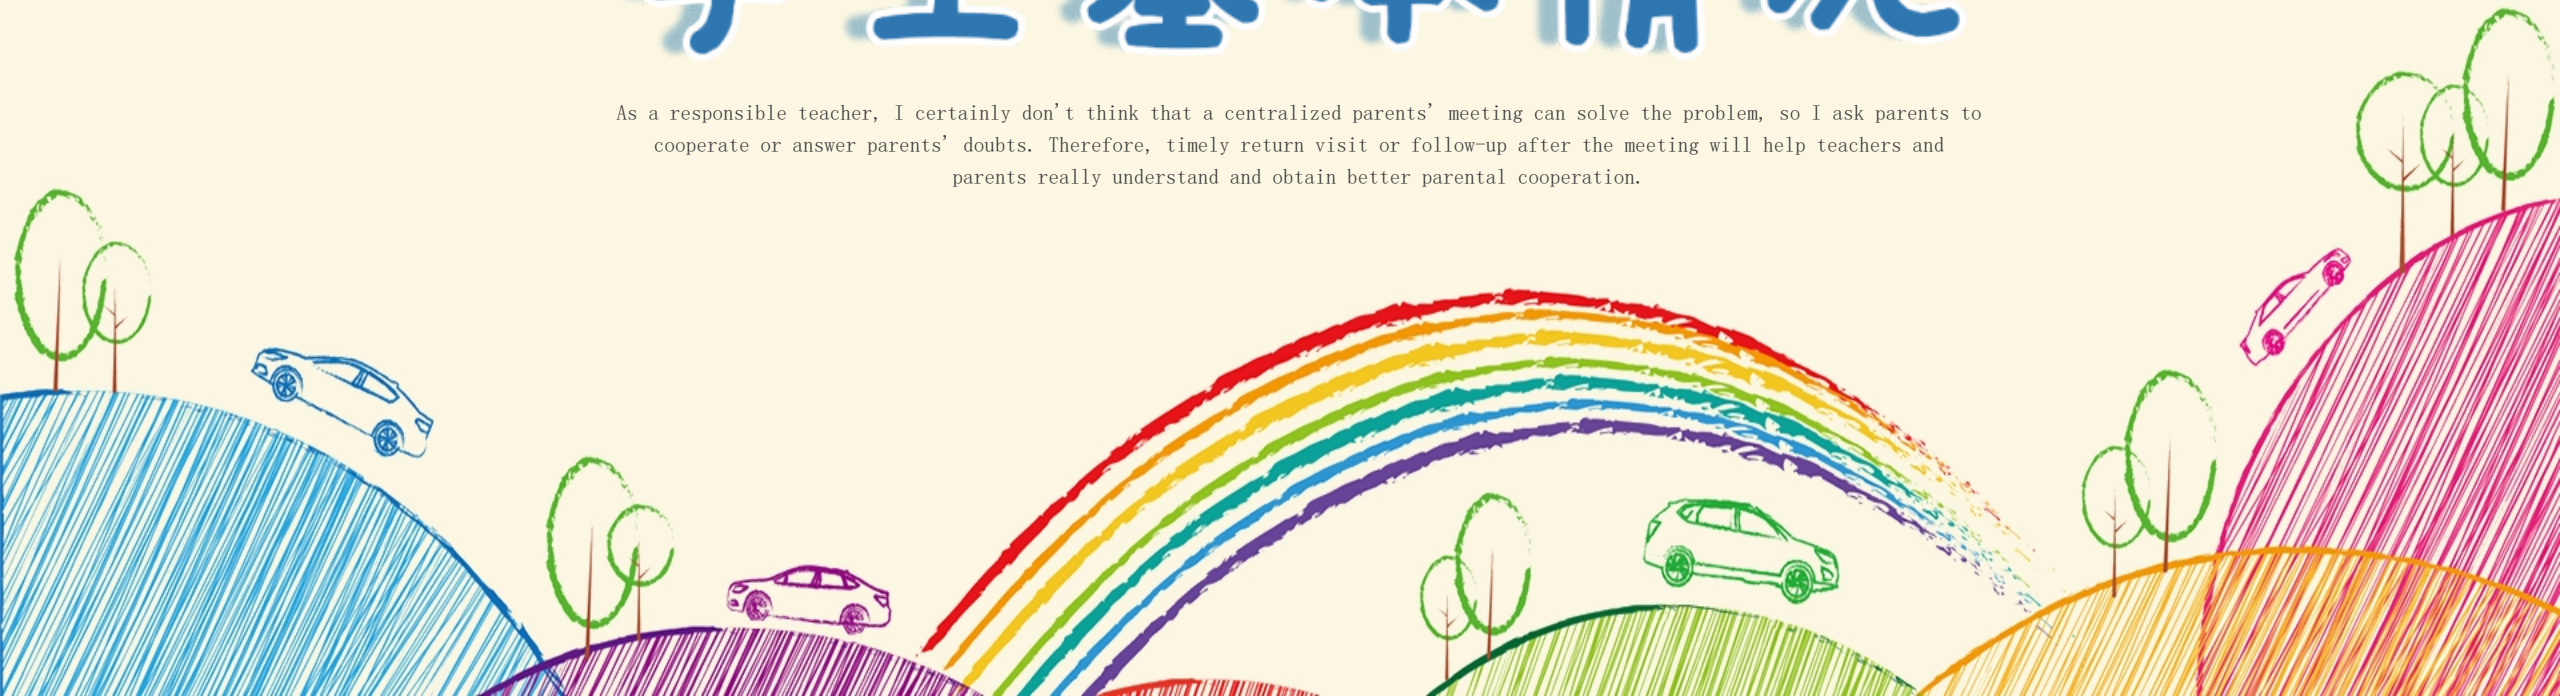 As a responsible teacher, I certainly don't think that a centralized parents' meeting can solve the problem, so I ask parents to
cooperate or answer parents' doubts. Therefore, timely return visit or follow-up after the meeting will help teachers and
parents really understand and obtain better parental cooperation.